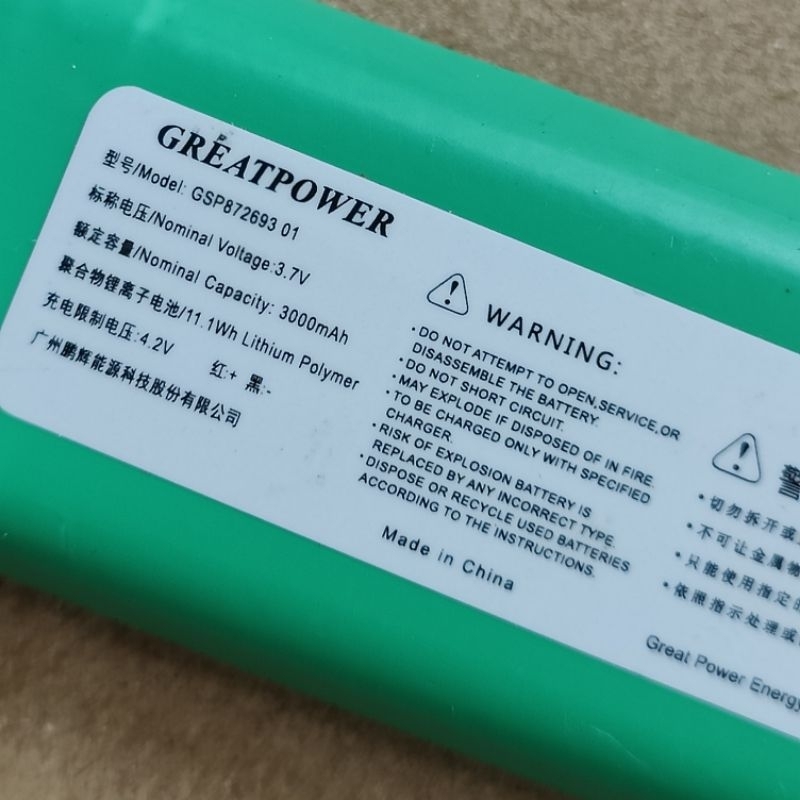 GREATPOWER
型号/Model: GSP872693 01
标称电压/Nominal Voltage:3.7V
额定容量/Nominal Capacity: 3000mAh
聚合物锂离子电池/11.1Wh Lithium Polymer
充电限制电压:4.2V 红:+ 黑:-
广州鹏辉能源科技股份有限公司
WARNING:
· DO NOT ATTEMPT TO OPEN,SERVICE,OR
DISASSEMBLE THE BATTERY.
· DO NOT SHORT CIRCUIT.
· MAY EXPLODE IF DISPOSED OF IN FIRE.
· TO BE CHARGED ONLY WITH SPECIFIED
CHARGER.
· RISK OF EXPLOSION BATTERY IS
REPLACED BY ANY INCORRECT TYPE.
· DISPOSE OR RECYCLE USED BATTERIES
ACCORDING TO THE INSTRUCTIONS.
Made in China
警
· 切勿拆开或
· 不可让金属物
· 只能使用指定的
· 依照指示处理或
Great Power Energy